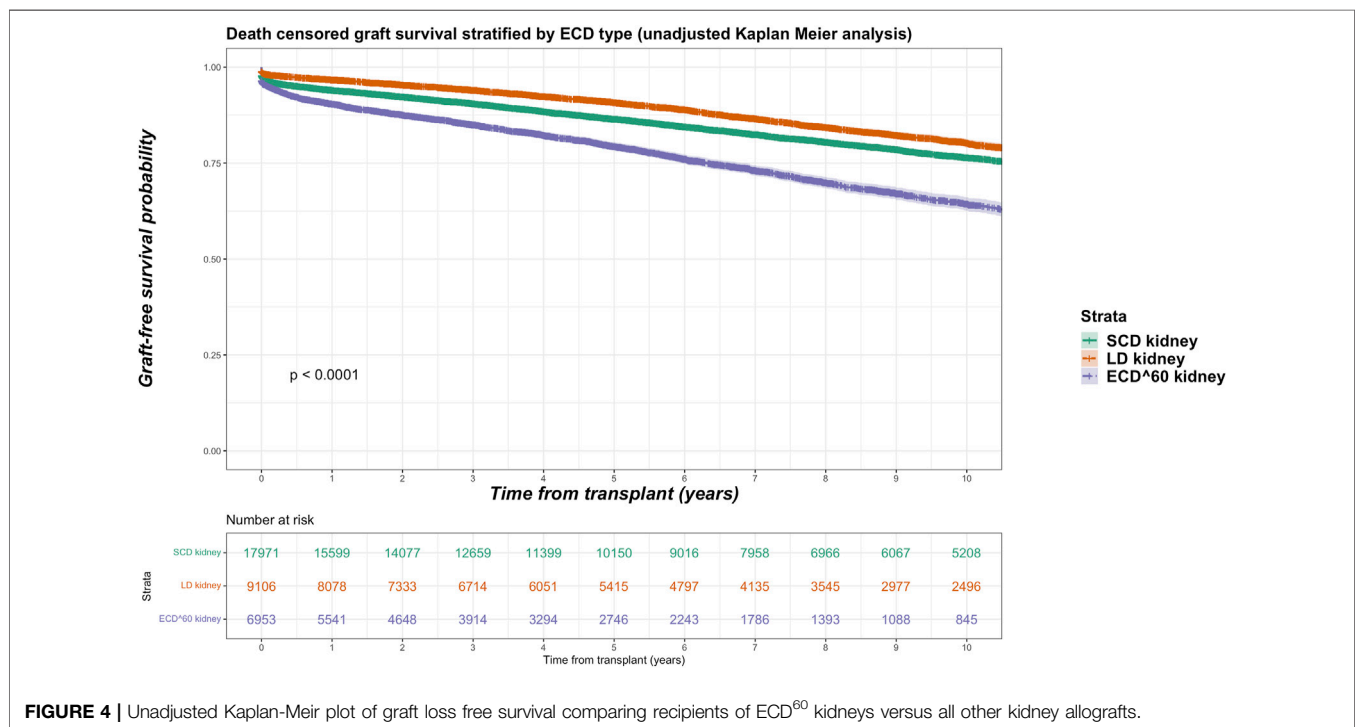 Death censored graft survival stratified by ECD type (unadjusted Kaplan Meier analysis)
Graft-free survival probability
1.00
0.75
0.50
0.25
0.00
p < 0.0001
0 1 2 3 4 5 6 7 8 9 10
Time from transplant (years)
Strata
SCD kidney
LD kidney
ECD^60 kidney
Number at risk
Strata
SCD kidney 17971 15599 14077 12659 11399 10150 9016 7958 6966 6067 5208
LD kidney 9106 8078 7333 6714 6051 5415 4797 4135 3545 2977 2496
ECD^60 kidney 6953 5541 4648 3914 3294 2746 2243 1786 1393 1088 845
0 1 2 3 4 5 6 7 8 9 10
Time from transplant (years)
FIGURE 4 | Unadjusted Kaplan-Meir plot of graft loss free survival comparing recipients of ECD⁶⁰ kidneys versus all other kidney allografts.